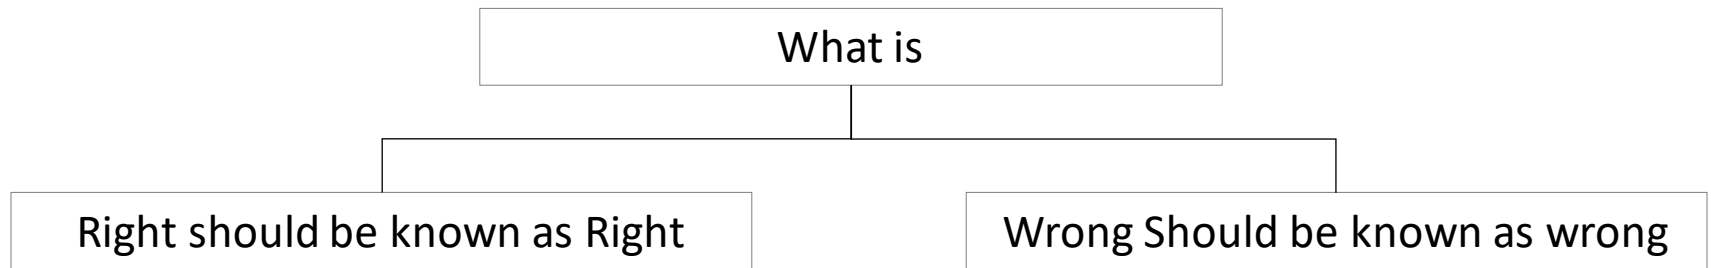 What is
Right should be known as Right
Wrong Should be known as wrong